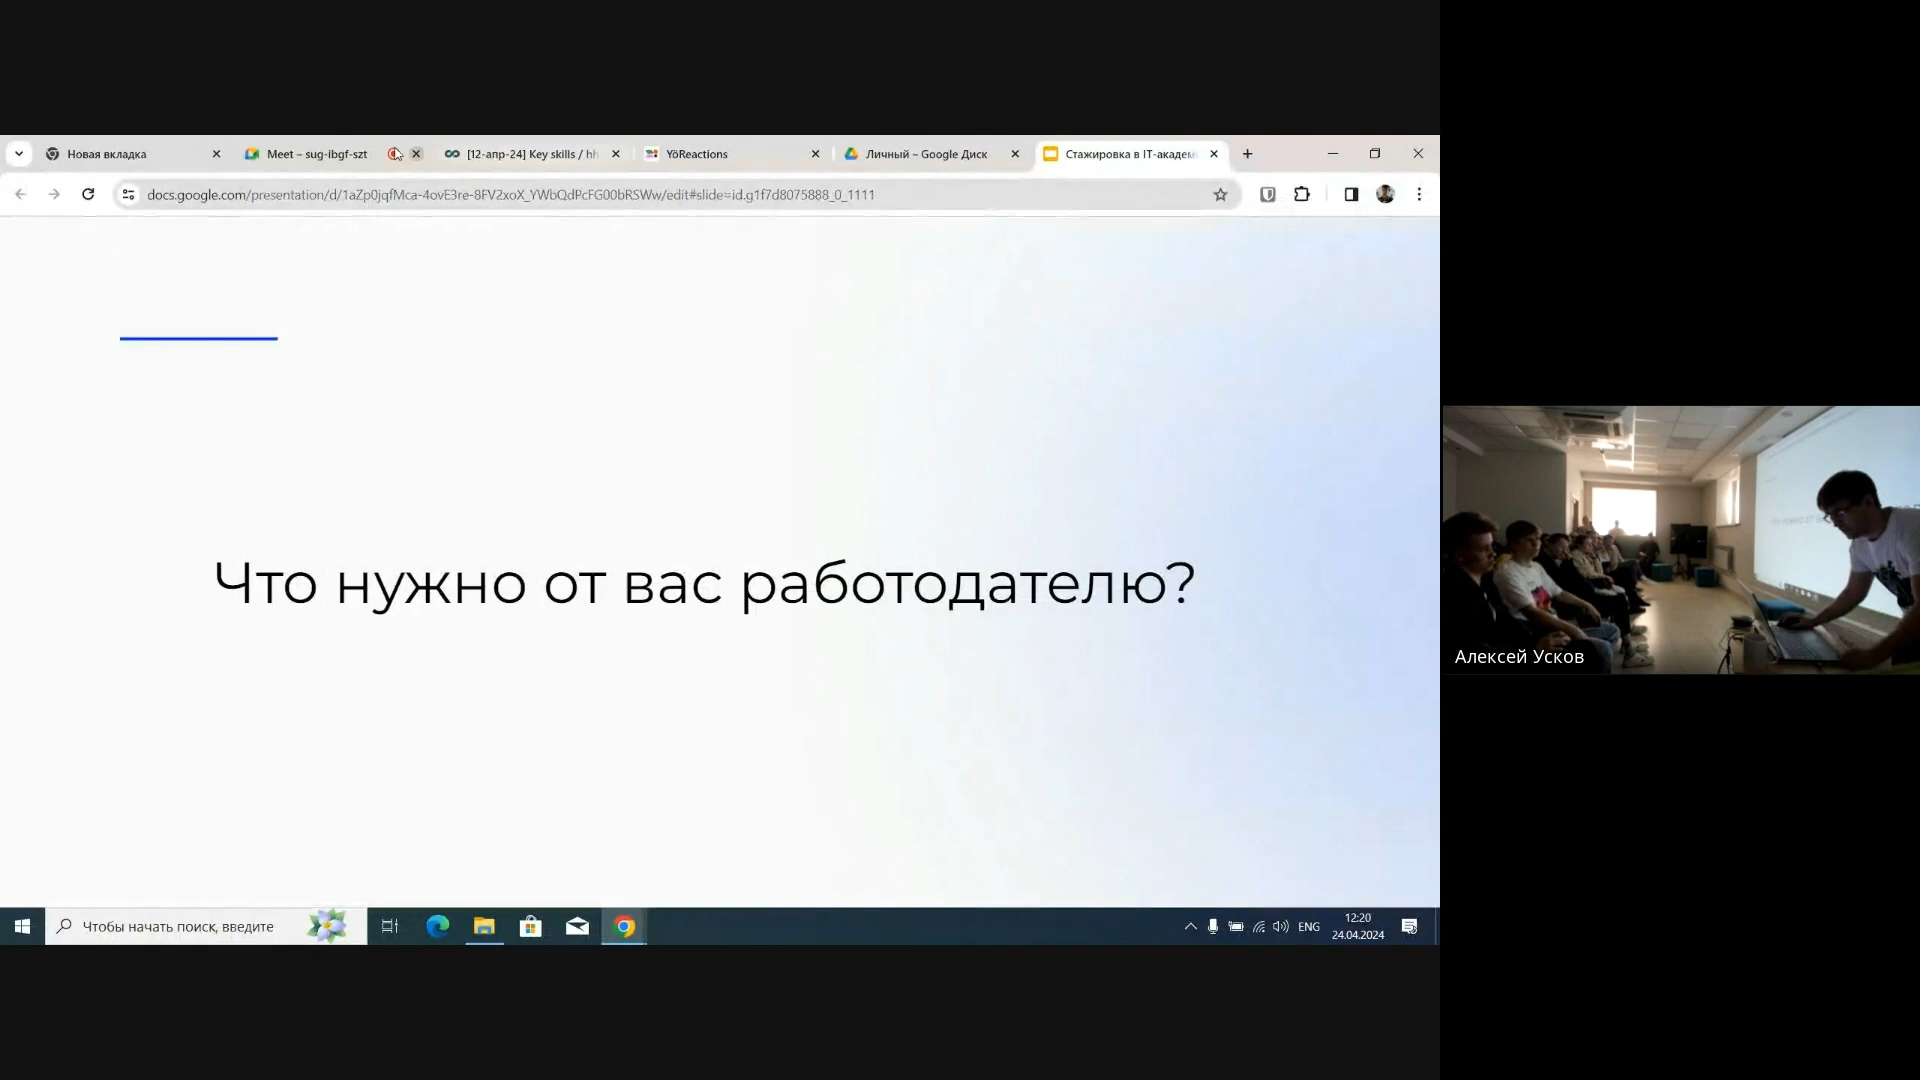 Новая вкладка
Meet – sug-ibgf-szt
[12-апр-24] Key skills / hh
YöReactions
Личный – Google Диск
Стажировка в IT-академ
docs.google.com/presentation/d/1aZp0jqfMca-4ovE3re-8FV2xoX_YWbQdPcFG00bRSWw/edit#slide=id.g1f7d8075888_0_1111
Что нужно от вас работодателю?
Алексей Усков
Чтобы начать поиск, введите
ENG
12:20
24.04.2024